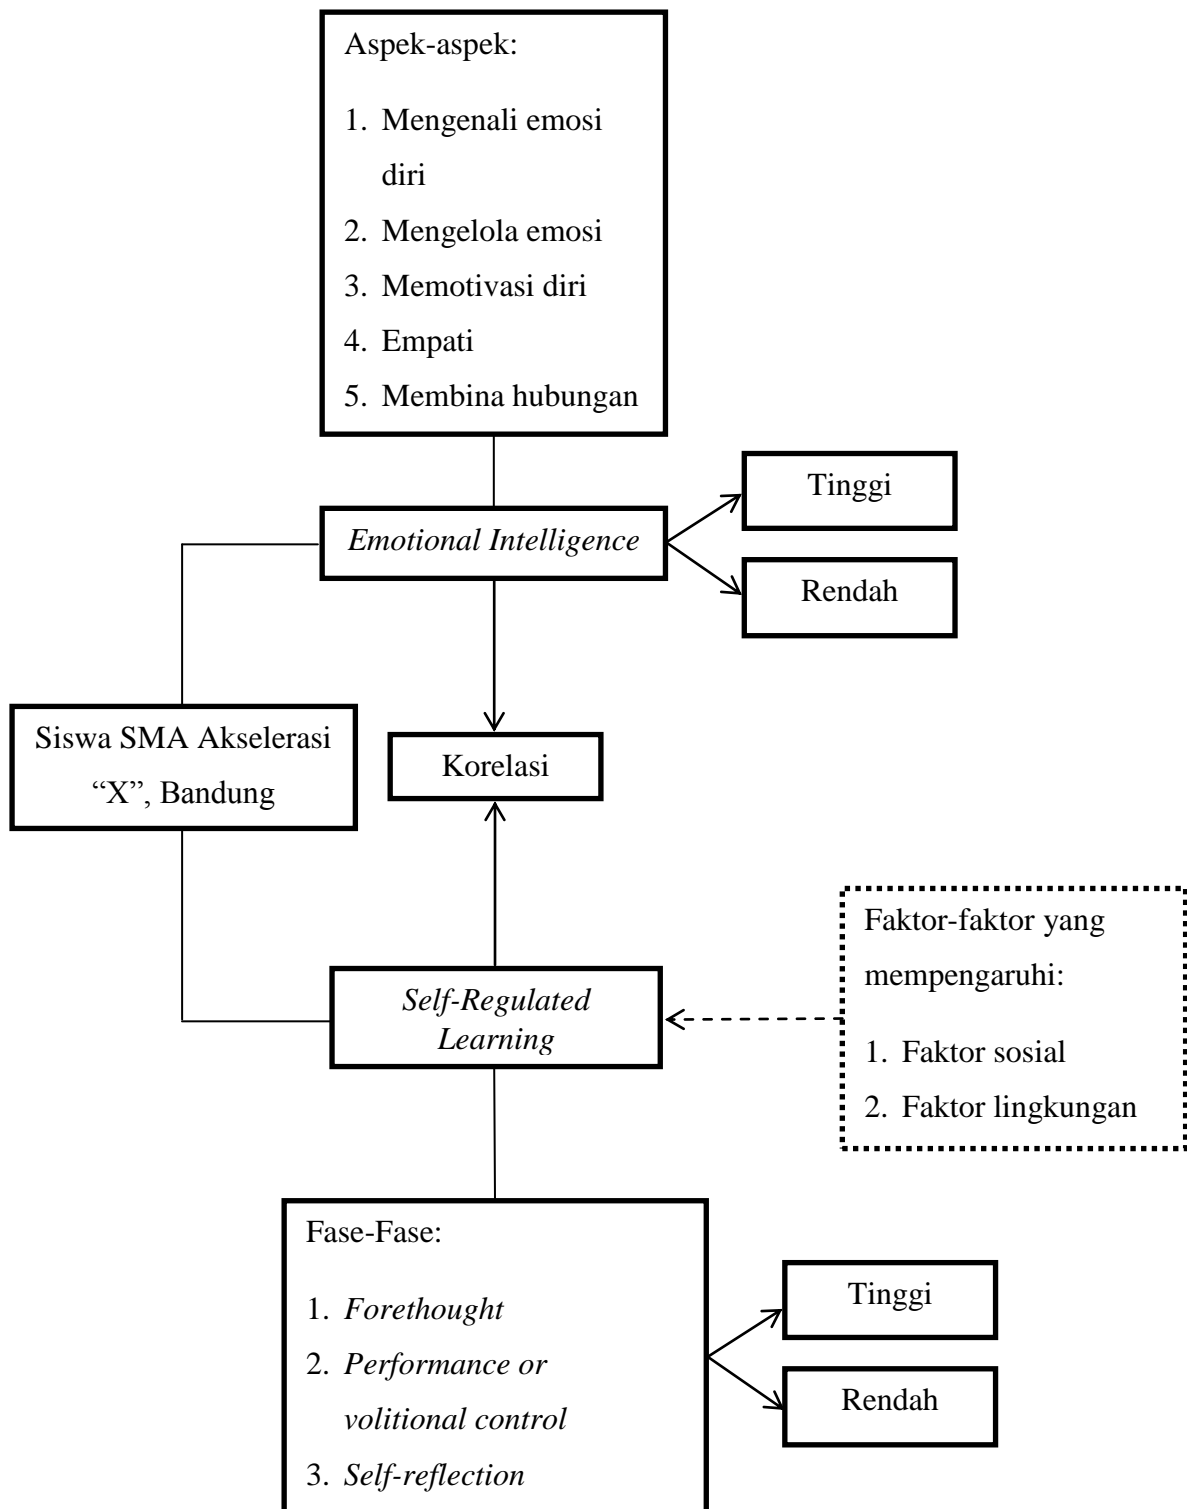 Aspek-aspek:
1. Mengenali emosi
diri
2. Mengelola emosi
3. Memotivasi diri
4. Empati
5. Membina hubungan
Tinggi
Emotional Intelligence
Rendah
Siswa SMA Akselerasi
“X”, Bandung
Korelasi
Faktor-faktor yang
mempengaruhi:
1. Faktor sosial
2. Faktor lingkungan
Self-Regulated
Learning
Fase-Fase:
1. Forethought
2. Performance or
volitional control
3. Self-reflection
Tinggi
Rendah